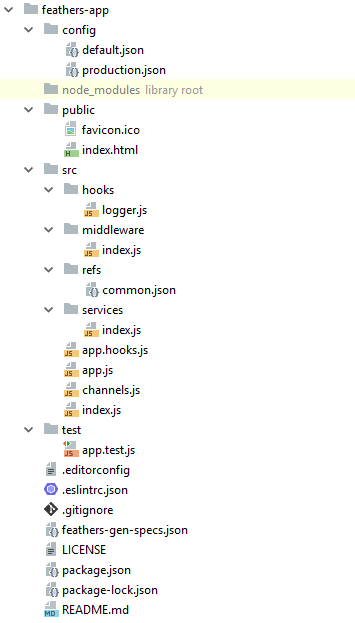 feathers-app
config
default.json
production.json
node_modules library root
public
favicon.ico
index.html
src
hooks
logger.js
middleware
index.js
refs
common.json
services
index.js
app.hooks.js
app.js
channels.js
index.js
test
app.test.js
.editorconfig
.eslintrc.json
.gitignore
feathers-gen-specs.json
LICENSE
package.json
package-lock.json
README.md